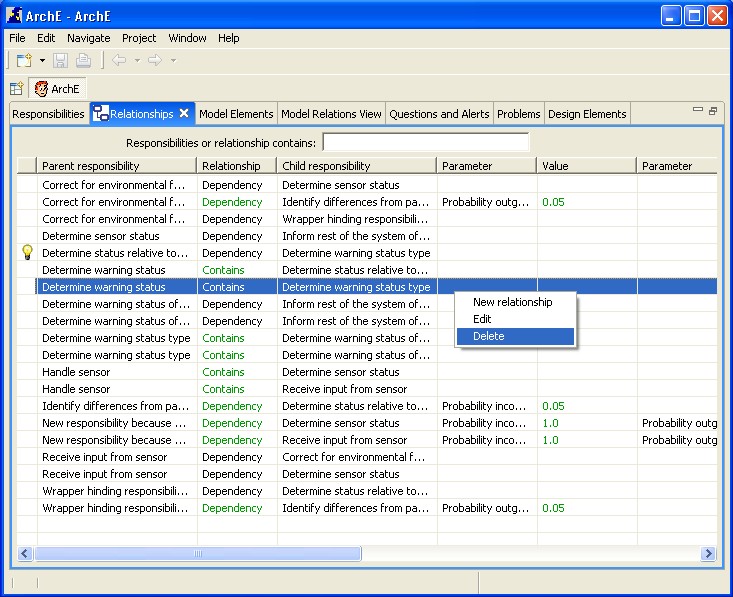 ArchE - ArchE
File Edit Navigate Project Window Help
ArchE
Responsibilities Relationships Model Elements Model Relations View Questions and Alerts Problems Design Elements
Responsibilities or relationship contains:
Parent responsibility Relationship Child responsibility Parameter Value Parameter
Correct for environmental f... Dependency Determine sensor status
Correct for environmental f... Dependency Identify differences from pa... Probability outg... 0.05
Correct for environmental f... Dependency Wrapper hinding responsibili...
Determine sensor status Dependency Inform rest of the system of...
Determine status relative to... Dependency Determine warning status type
Determine warning status Contains Determine status relative to...
Determine warning status Contains Determine warning status type
Determine warning status of... Dependency Inform rest of the system of...
Determine warning status of... Dependency Inform rest of the system of...
Determine warning status type Contains Determine warning status of...
Determine warning status type Contains Determine warning status of...
Handle sensor Contains Determine sensor status
Handle sensor Contains Receive input from sensor
Identify differences from pa... Dependency Determine status relative to... Probability inco... 0.05
New responsibility because ... Dependency Determine sensor status Probability inco... 1.0 Probability outg
New responsibility because ... Dependency Receive input from sensor Probability inco... 1.0 Probability outg
Receive input from sensor Dependency Correct for environmental f...
Receive input from sensor Dependency Determine sensor status
Wrapper hinding responsibili... Dependency Determine status relative to...
Wrapper hinding responsibili... Dependency Identify differences from pa... Probability outg... 0.05
New relationship
Edit
Delete